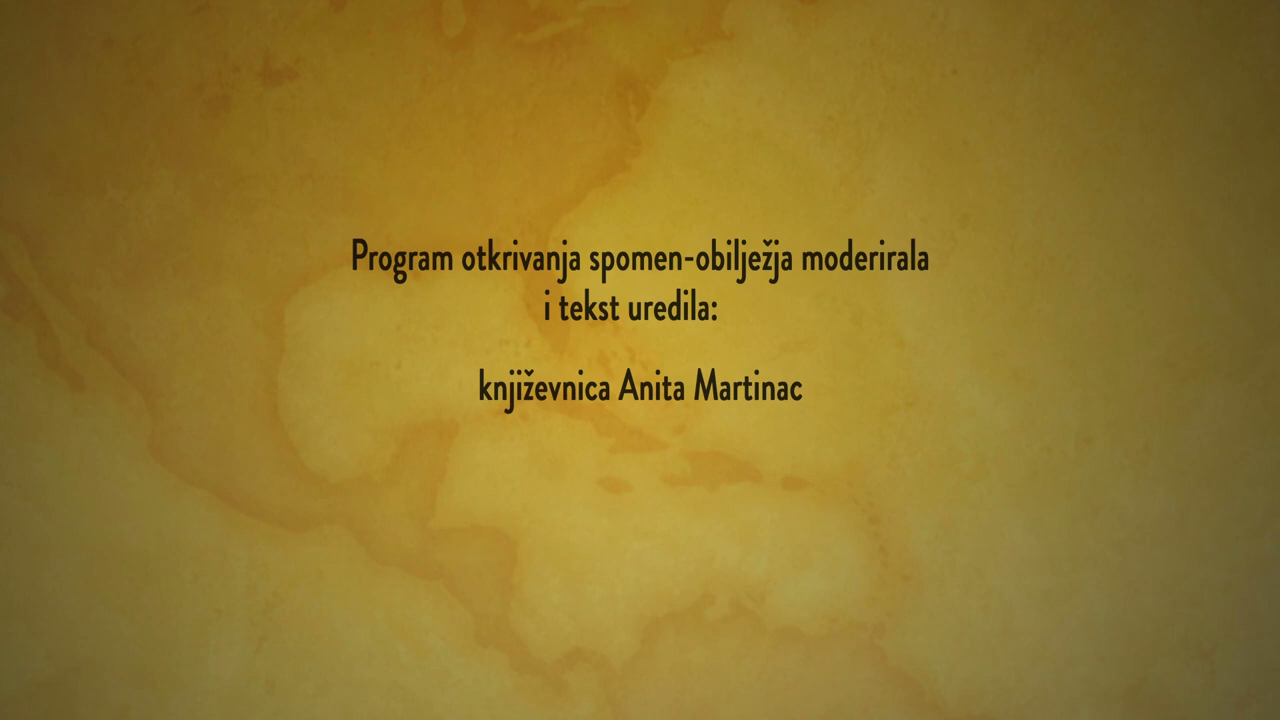 Program otkrivanja spomen-obilježja moderirala
i tekst uredila:
književnica Anita Martinac